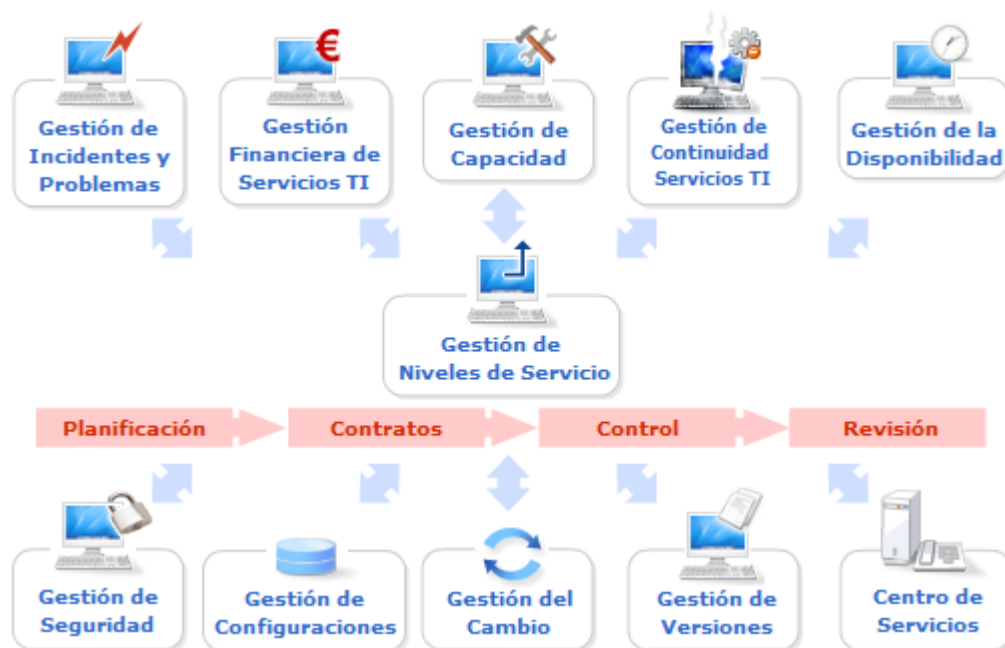 €
Gestión de
Incidentes y
Problemas
Gestión
Financiera de
Servicios TI
Gestión de
Capacidad
Gestión de
Continuidad
Servicios TI
Gestión de la
Disponibilidad
Gestión de
Niveles de Servicio
Planificación
Contratos
Control
Revisión
Gestión de
Seguridad
Gestión de
Configuraciones
Gestión del
Cambio
Gestión de
Versiones
Centro de
Servicios